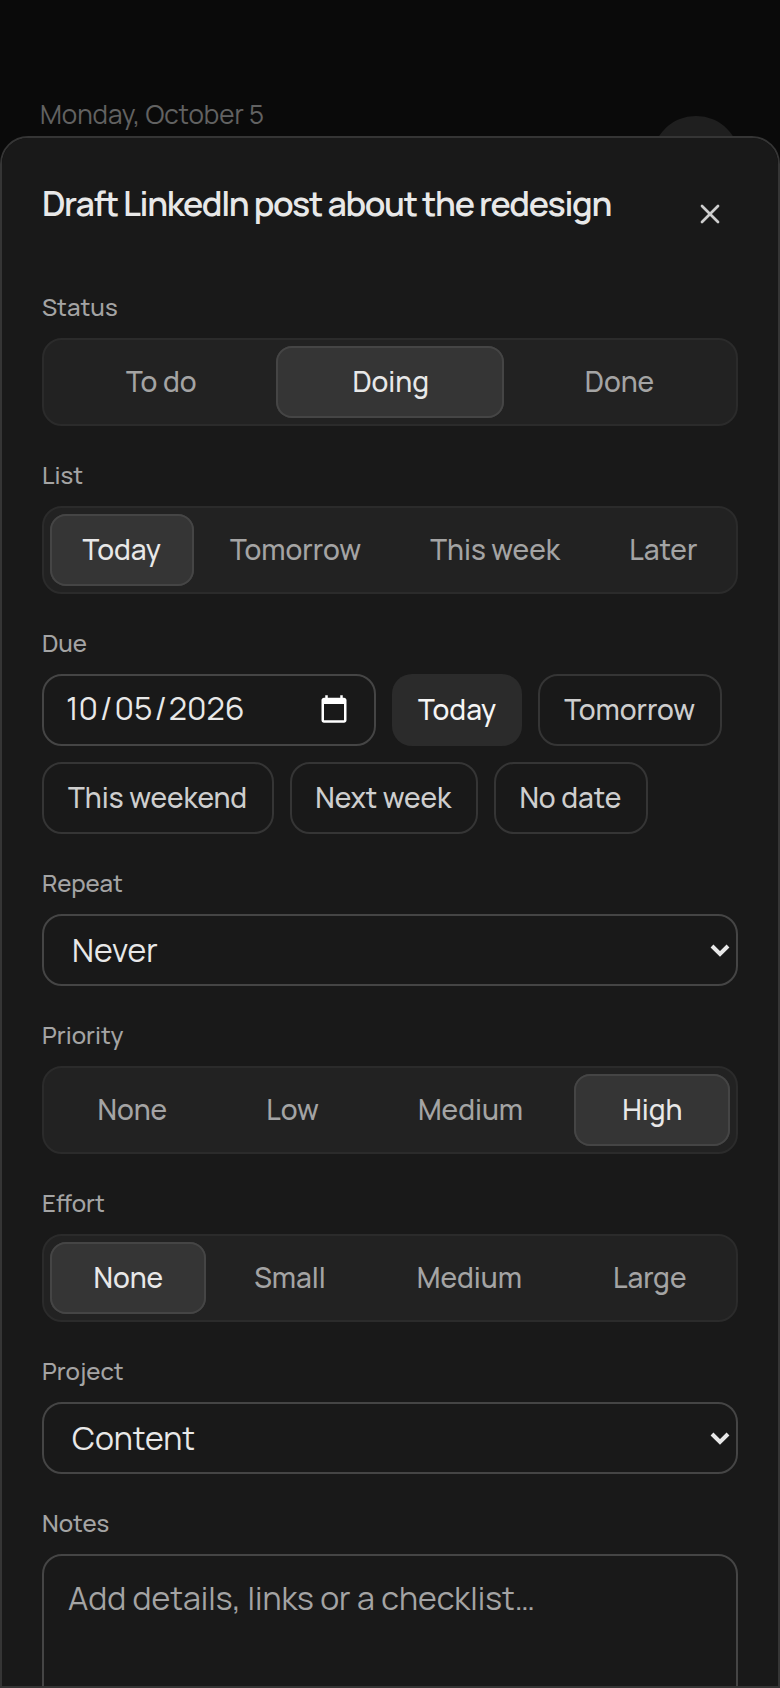 Monday, October 5
Draft LinkedIn post about the redesign
Status
To do Doing Done
List
Today Tomorrow This week Later
Due
10/05/2026 Today Tomorrow
This weekend Next week No date
Repeat
Never
Priority
None Low Medium High
Effort
None Small Medium Large
Project
Content
Notes
Add details, links or a checklist...